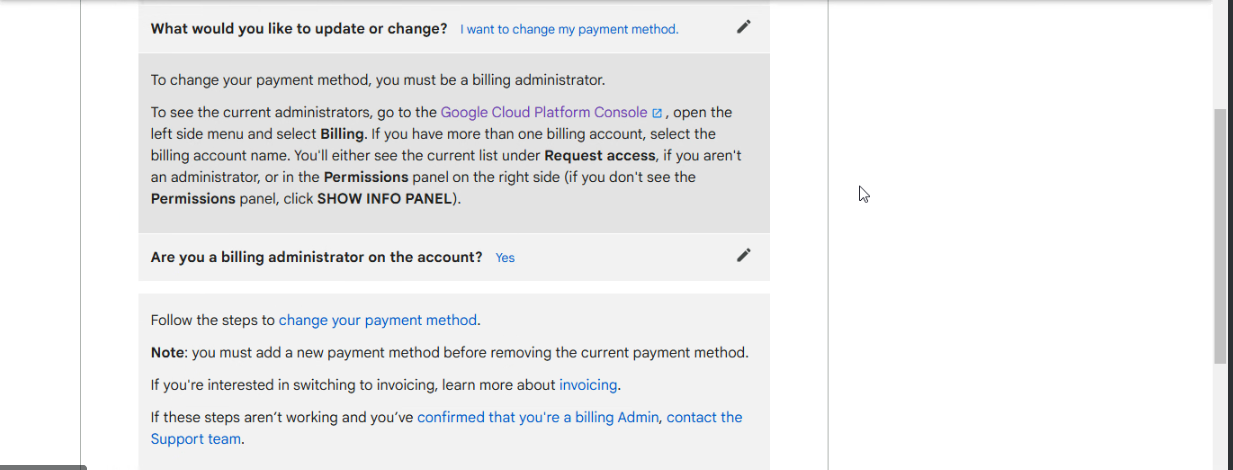 What would you like to update or change? I want to change my payment method.
To change your payment method, you must be a billing administrator.
To see the current administrators, go to the Google Cloud Platform Console , open the
left side menu and select Billing. If you have more than one billing account, select the
billing account name. You'll either see the current list under Request access, if you aren't
an administrator, or in the Permissions panel on the right side (if you don't see the
Permissions panel, click SHOW INFO PANEL).
Are you a billing administrator on the account? Yes
Follow the steps to change your payment method.
Note: you must add a new payment method before removing the current payment method.
If you're interested in switching to invoicing, learn more about invoicing.
If these steps aren’t working and you’ve confirmed that you're a billing Admin, contact the
Support team.